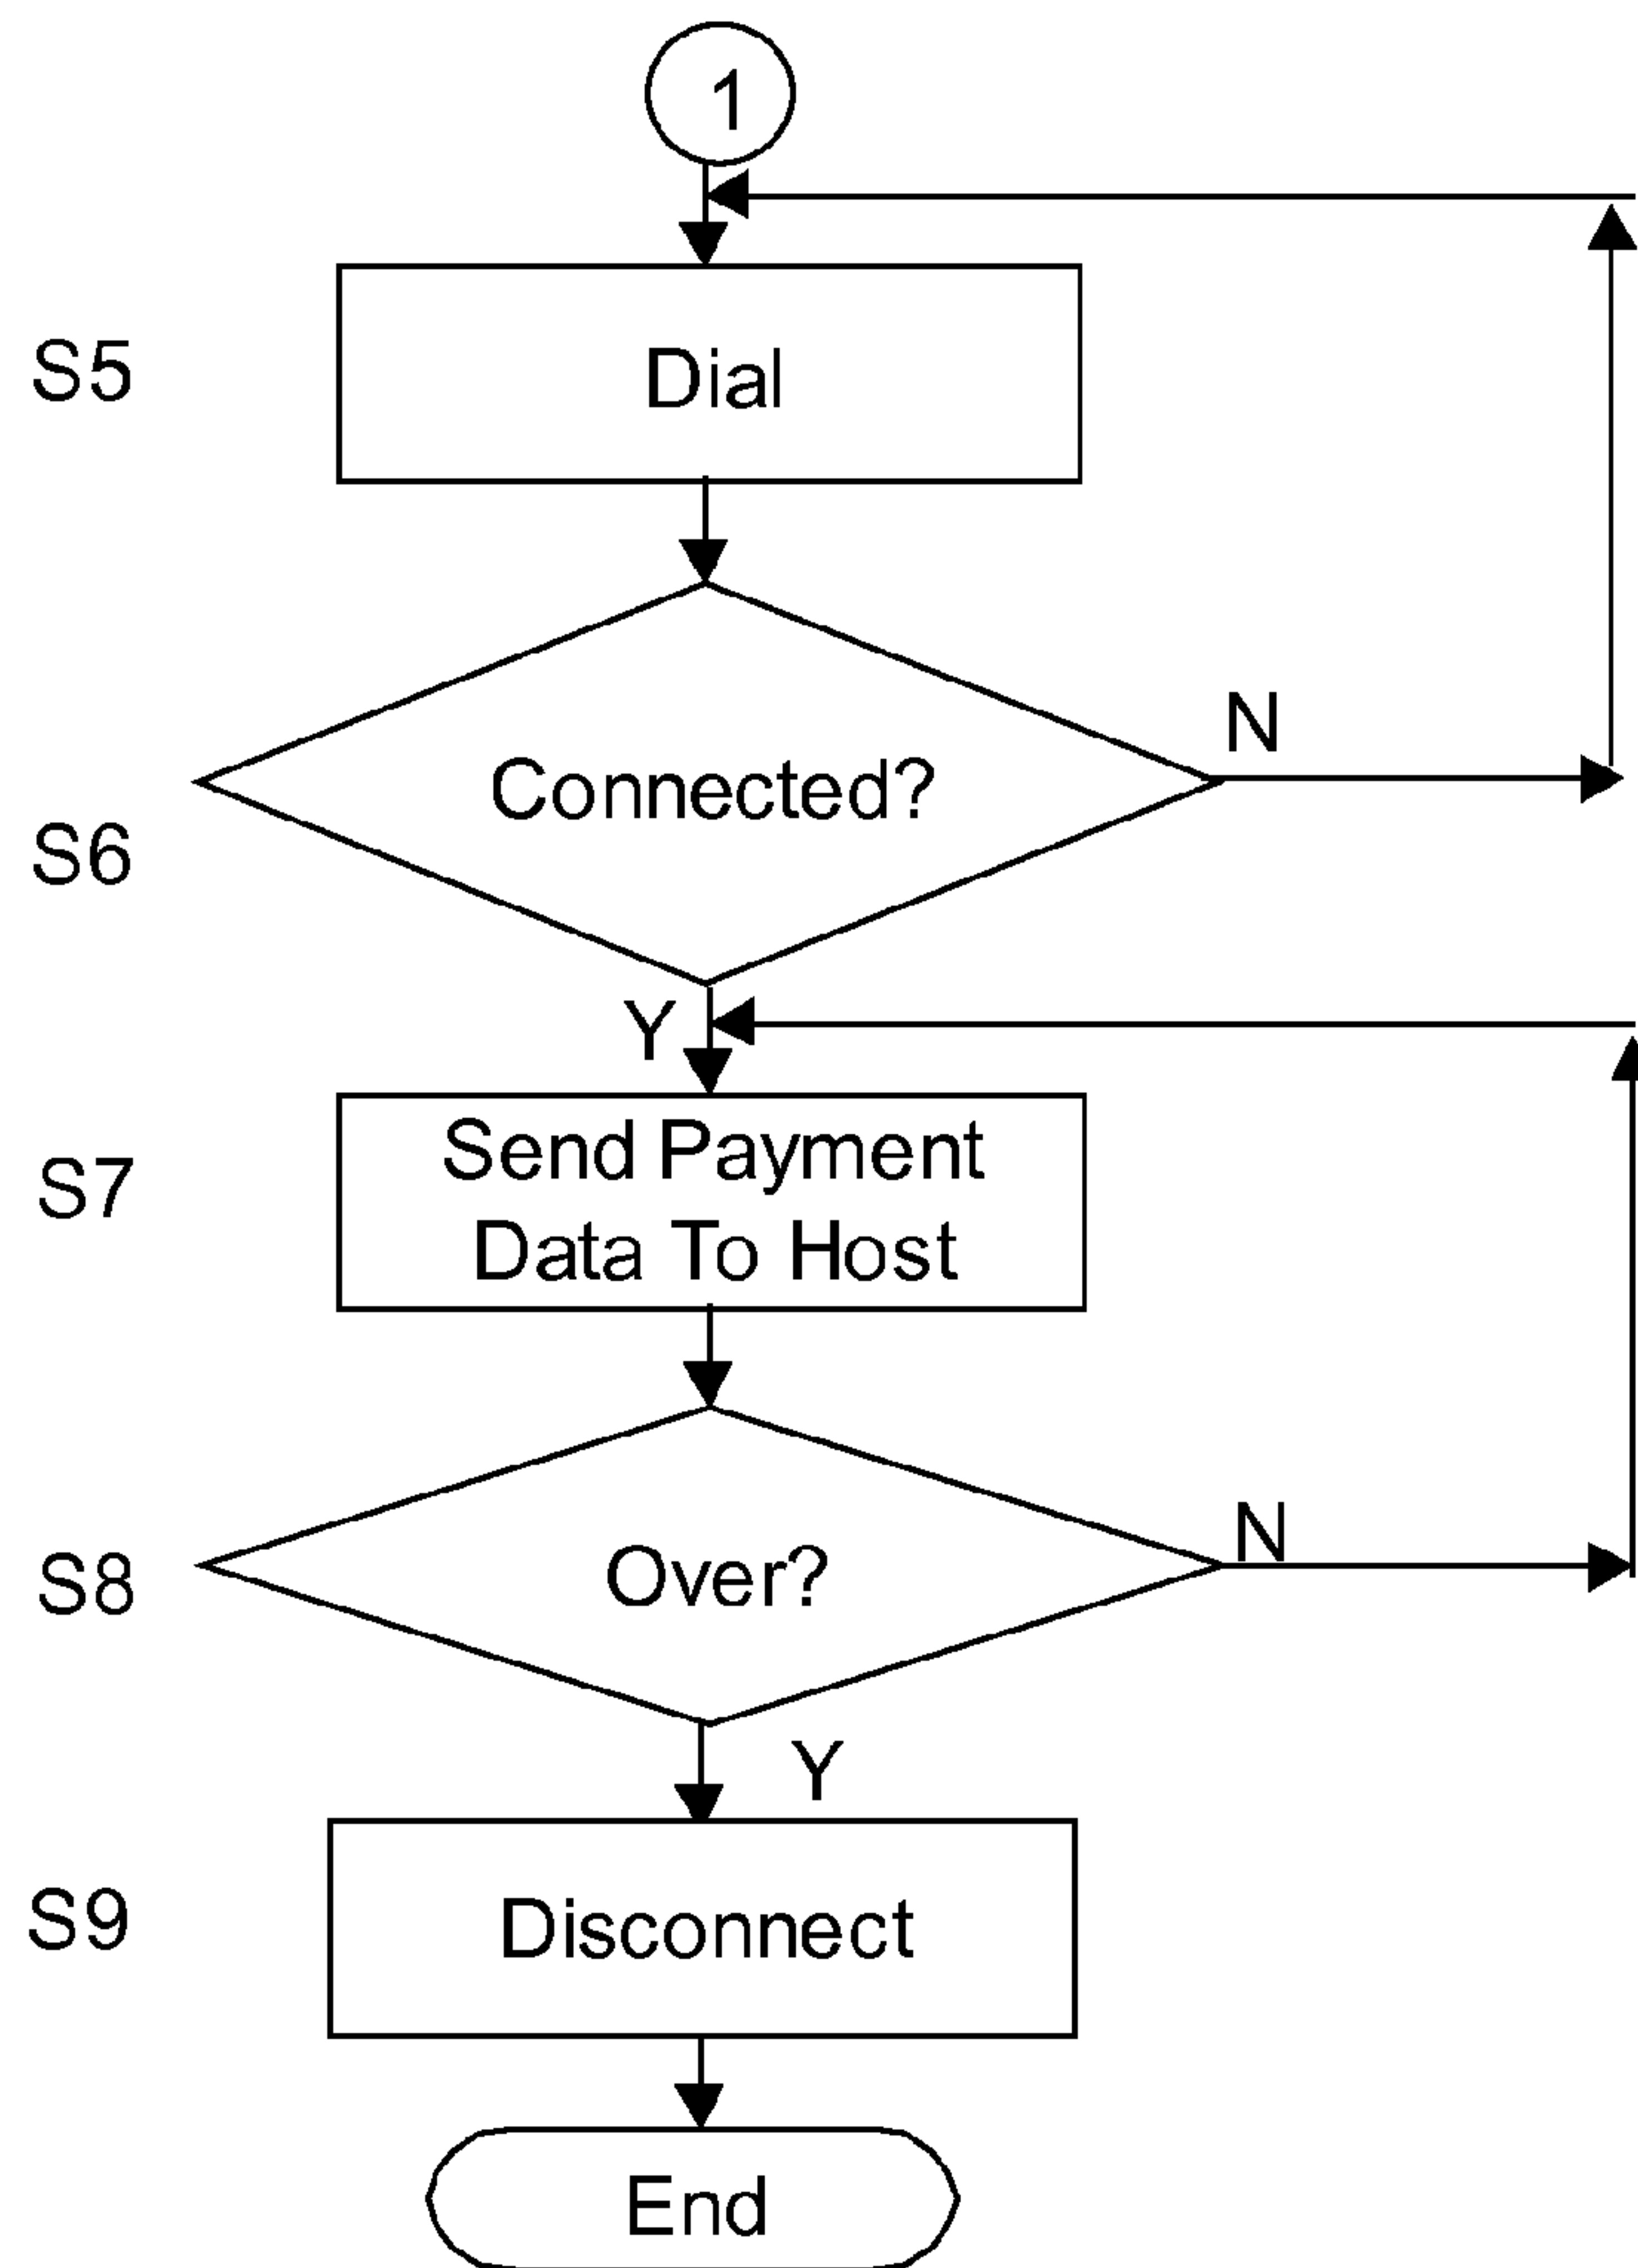 1
S5
Dial
N
Connected?
S6
Y
Send Payment
Data To Host
S7
N
Over?
S8
Y
S9
Disconnect
End